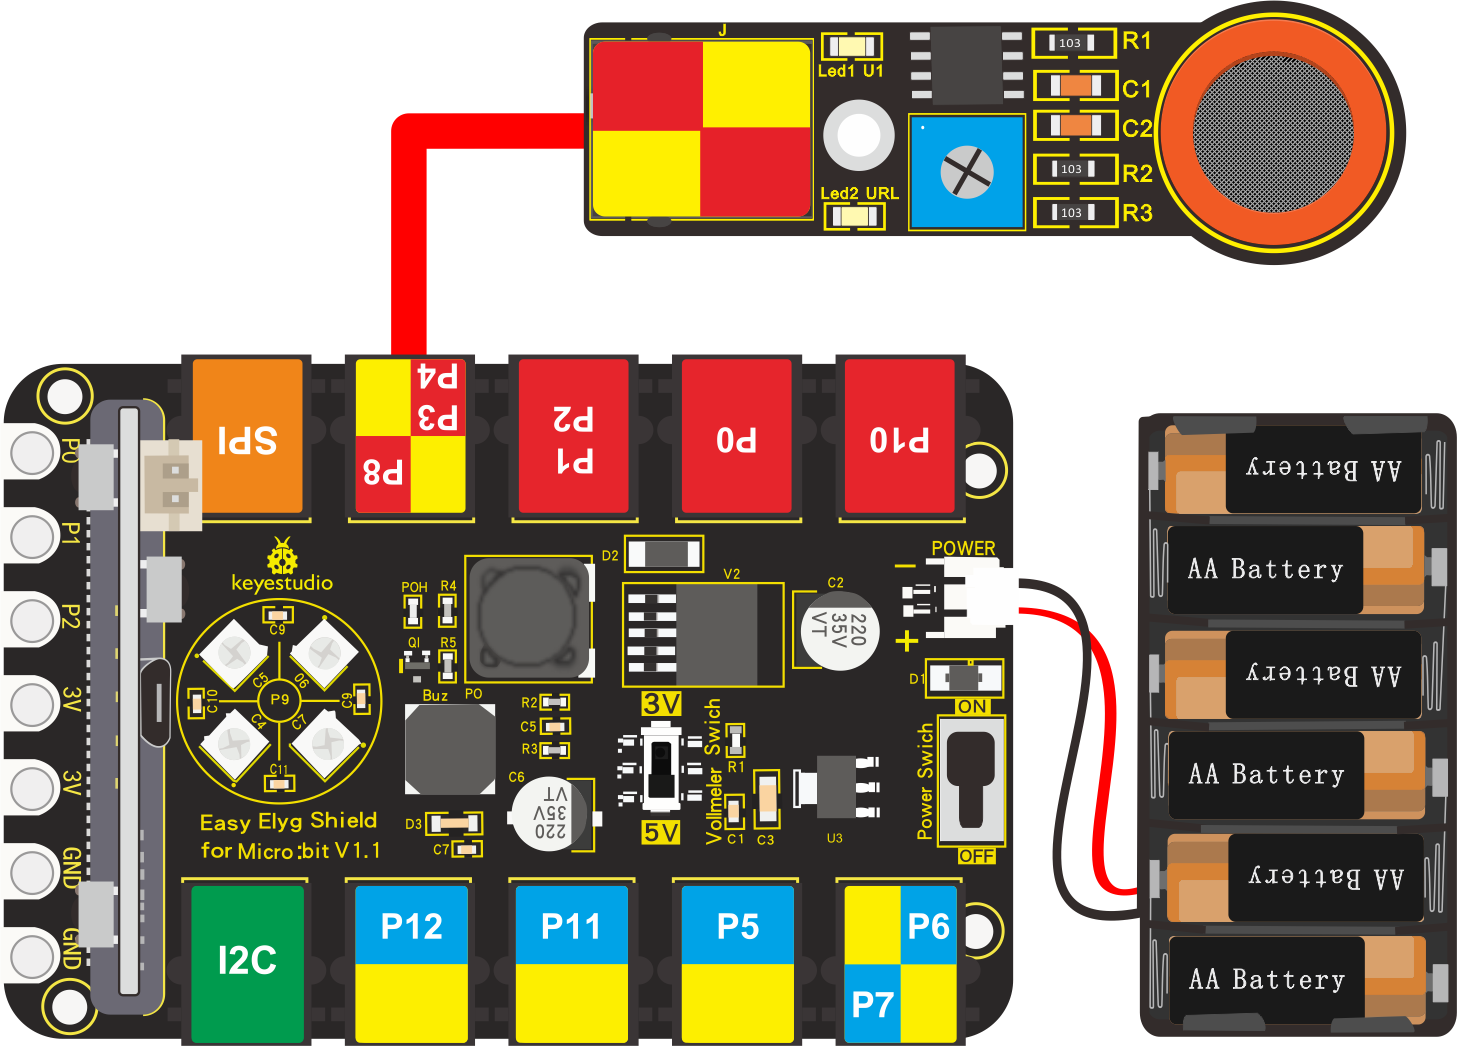 J
Led1 U1
Led2 URL
103
R1
C1
C2
103
R2
103
R3
SPI
P4
P3
P8
P2
P1
P0
P10
P0
P1
P2
3V
3V
GND
GND
keyestudio
C9
C5
06
C10
P9
C9
C4
C7
C11
Easy Elyg Shield
for Micro:bit V1.1
POH
R4
QI
R5
Buz
PO
D2
V2
C2
220
35V
VT
POWER
−
+
D1
ON
Power Swich
OFF
R2
C5
R3
C6
220
35V
VT
D3
C7
3V
5V
Vollmeler Swich
R1
C1
C3
U3
I2C
P12
P11
P5
P6
P7
AA Battery
AA Battery
AA Battery
AA Battery
AA Battery
AA Battery